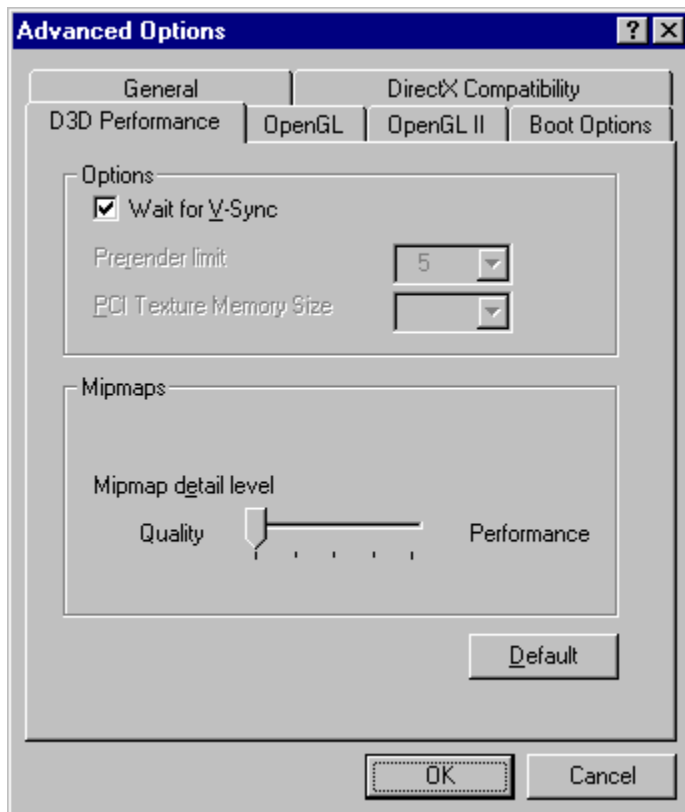 Advanced Options
General DirectX Compatibility
D3D Performance OpenGL OpenGL II Boot Options
Options
Wait for V-Sync
Prerender limit 5
PCI Texture Memory Size
Mipmaps
Mipmap detail level
Quality Performance
Default
OK Cancel